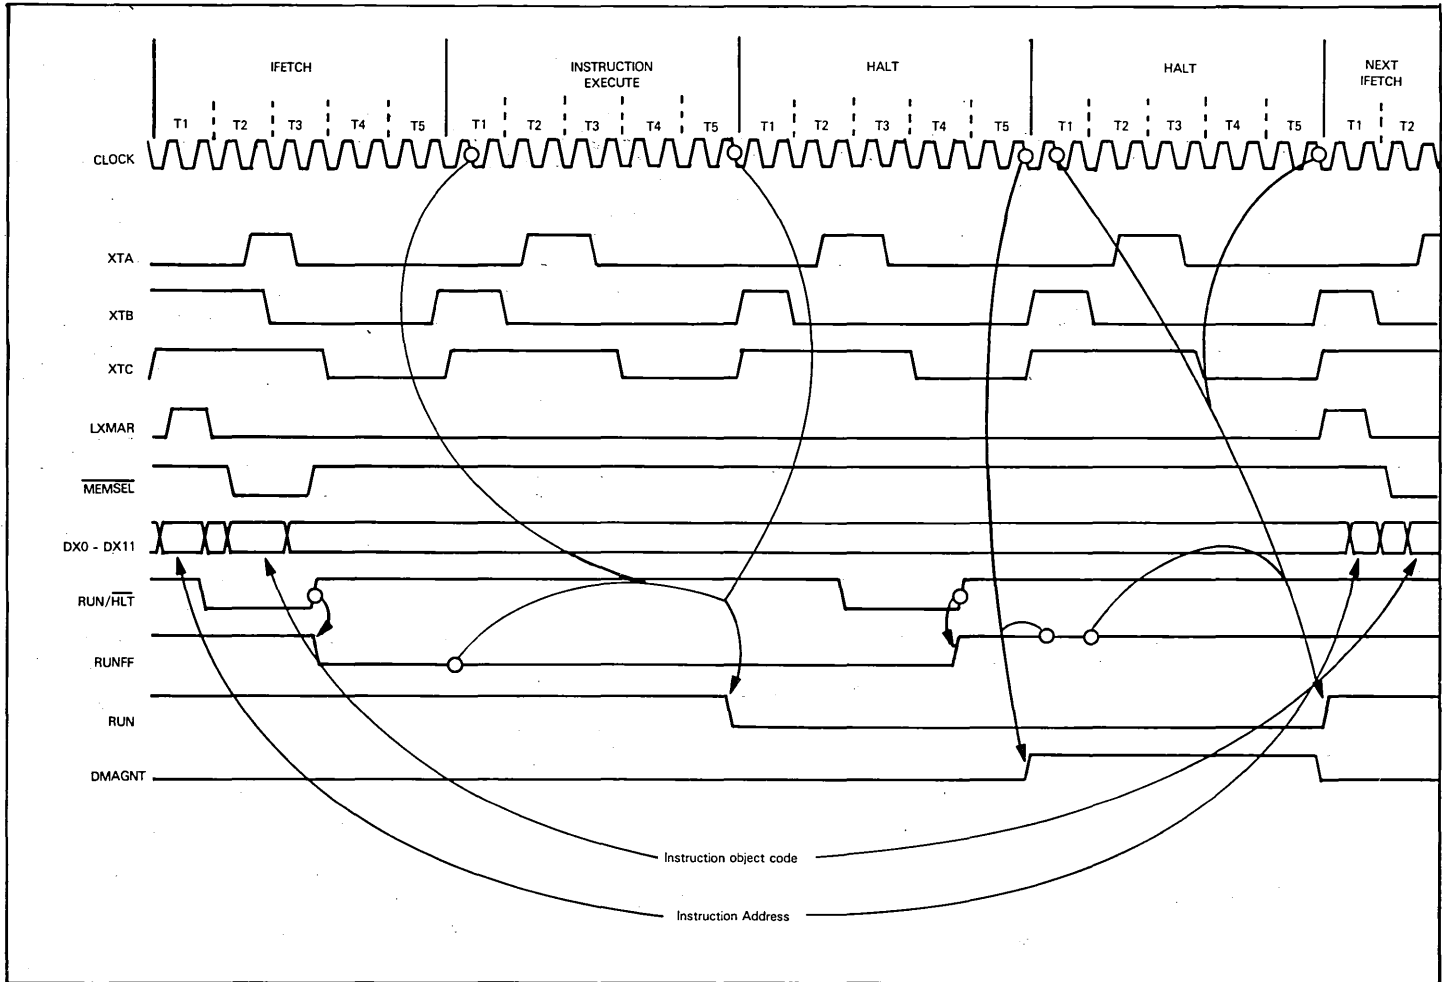 IFETCH
INSTRUCTION
EXECUTE
HALT
HALT
NEXT
IFETCH
T1 T2 T3 T4 T5 T1 T2 T3 T4 T5 T1 T2 T3 T4 T5 T1 T2 T3 T4 T5 T1 T2
CLOCK
XTA
XTB
XTC
LXMAR
MEMSEL
DX0 - DX11
RUN/HLT
RUNFF
RUN
DMAGNT
Instruction object code
Instruction Address